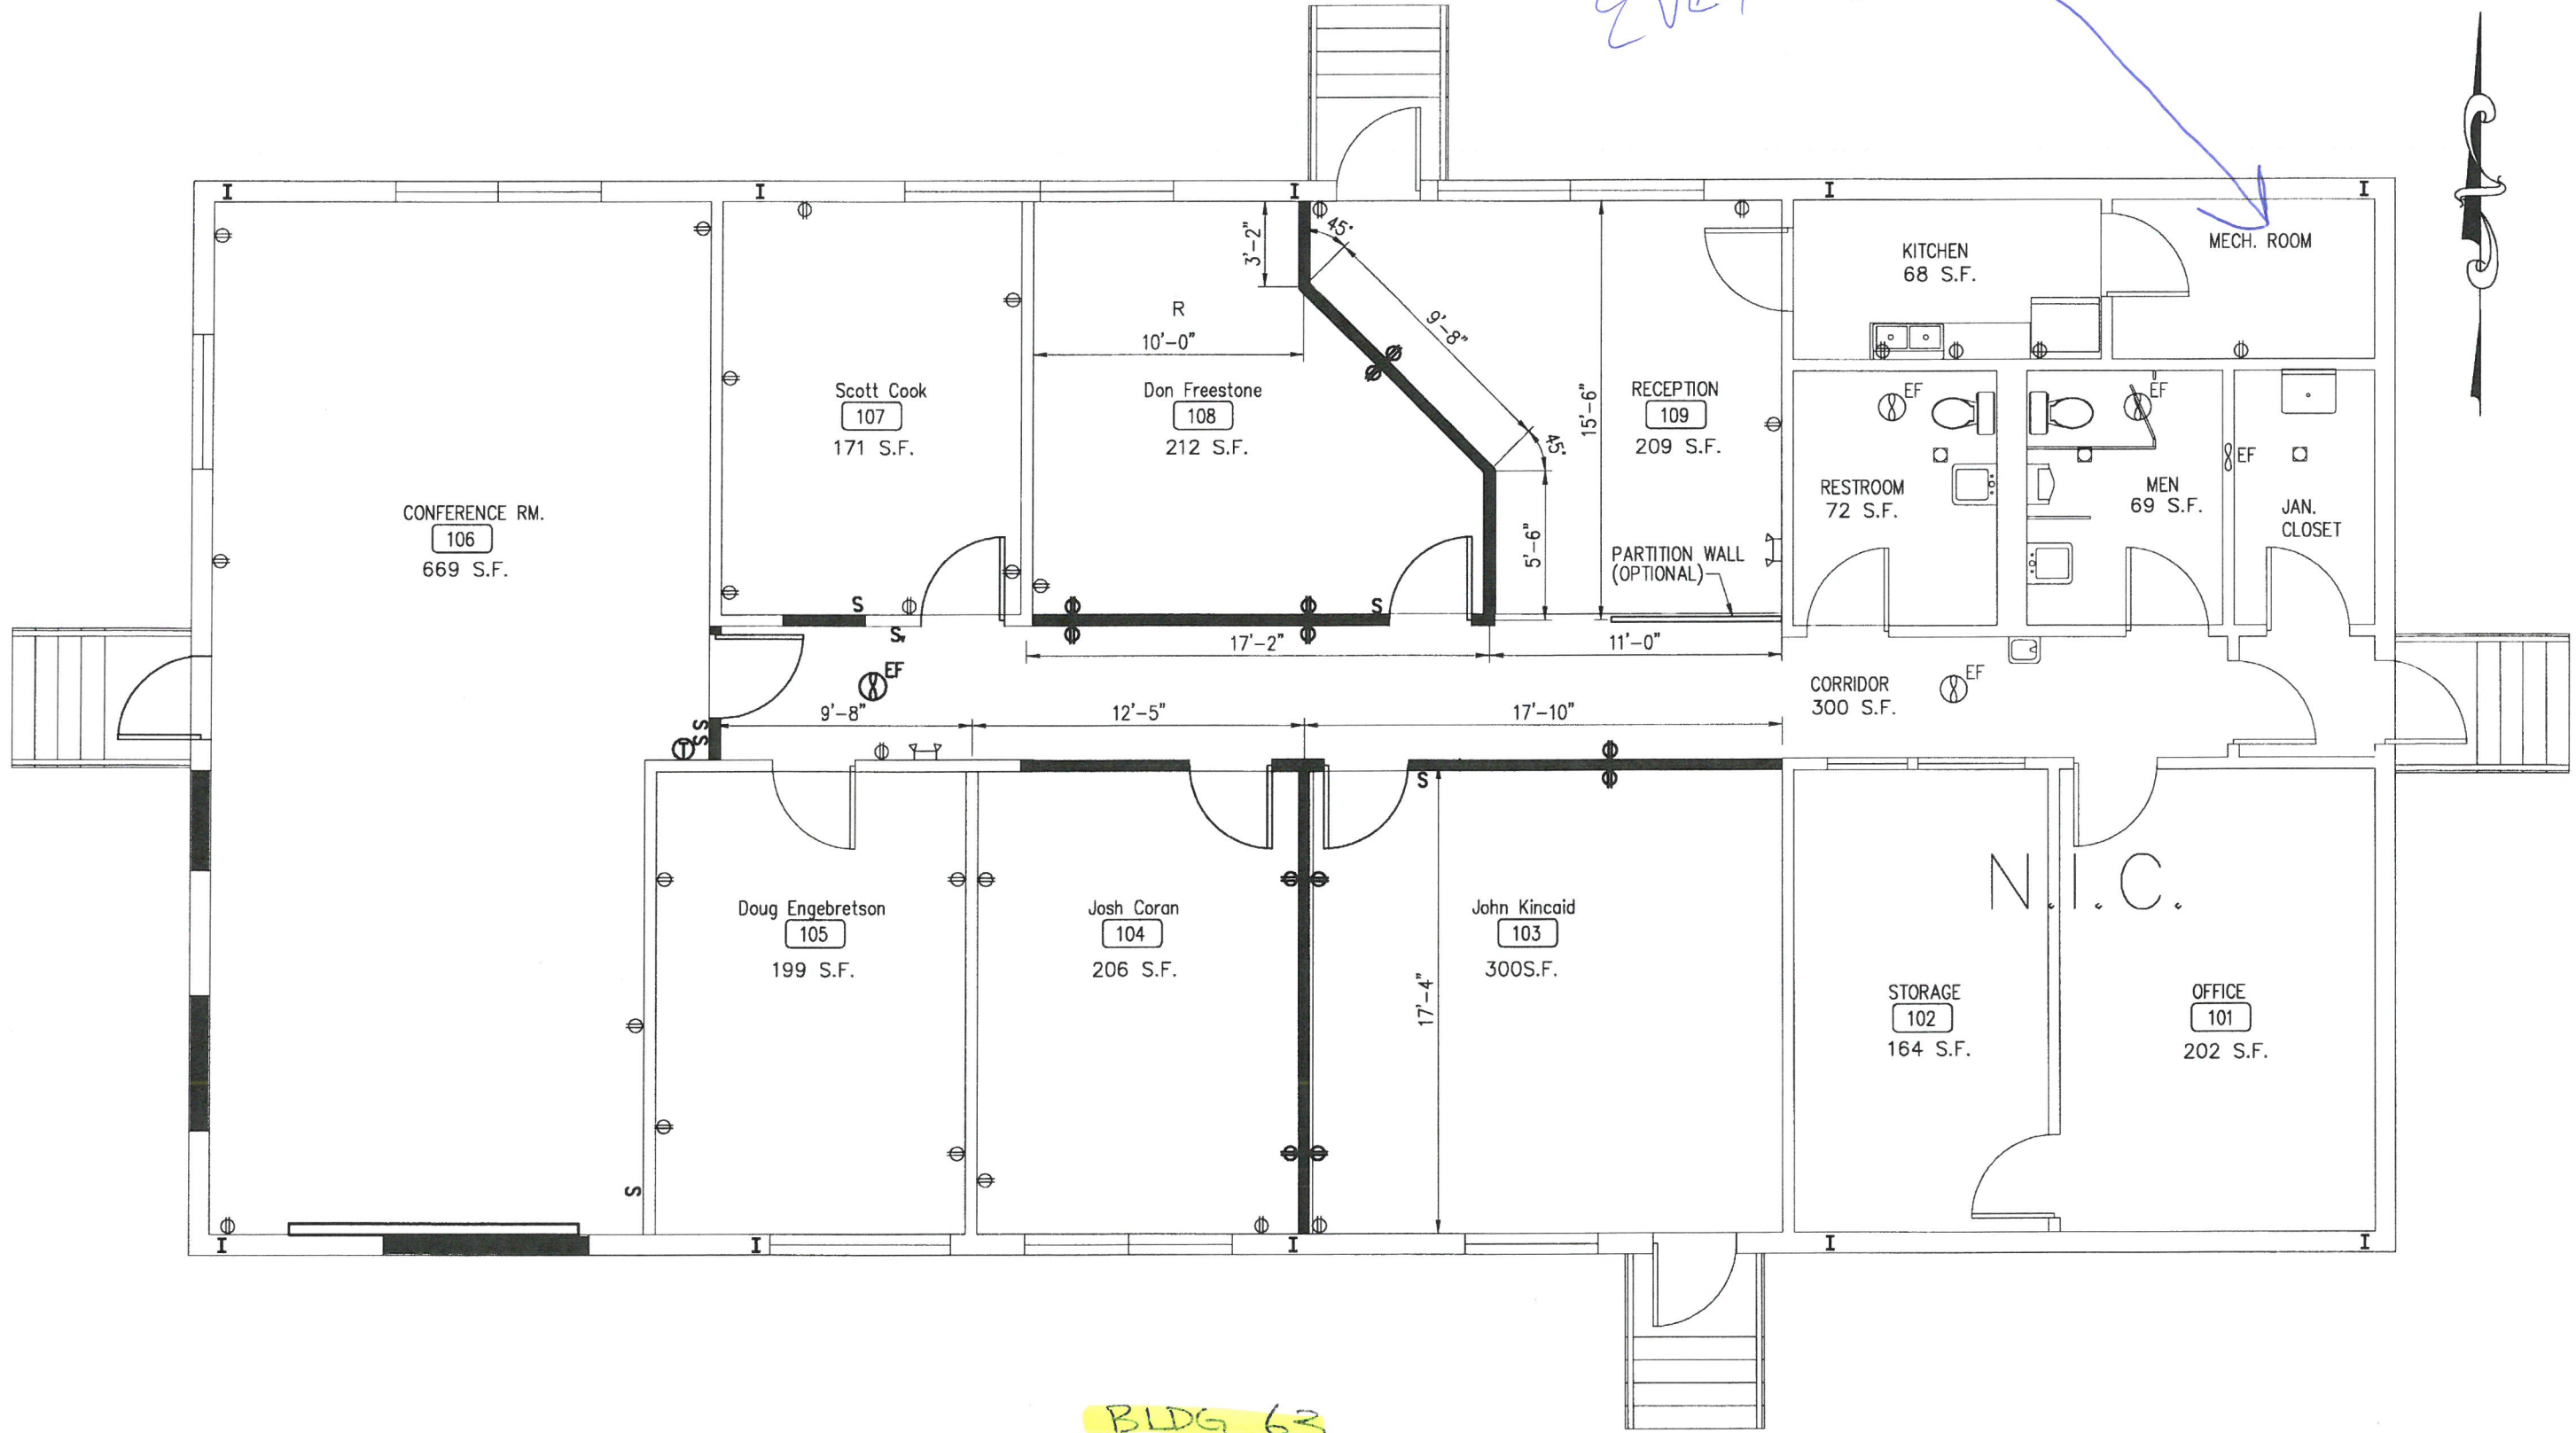 I I I I I
MECH. ROOM
KITCHEN
68 S.F.
3'-2"
45°
R
10'-0"
9'-8"
Scott Cook
107
171 S.F.
Don Freestone
108
212 S.F.
15'-6"
45°
RECEPTION
109
209 S.F.
EF
EF
EF
RESTROOM
72 S.F.
MEN
69 S.F.
JAN.
CLOSET
CONFERENCE RM.
106
669 S.F.
5'-6"
PARTITION WALL
(OPTIONAL)
S
S
S
17'-2"
11'-0"
EF
EF
CORRIDOR
300 S.F.
9'-8"
12'-5"
17'-10"
S
S
T
S
N.I.C.
Doug Engebretson
105
199 S.F.
Josh Coran
104
206 S.F.
John Kincaid
103
300S.F.
17'-4"
STORAGE
102
164 S.F.
OFFICE
101
202 S.F.
S
I I I I I
BLDG 63